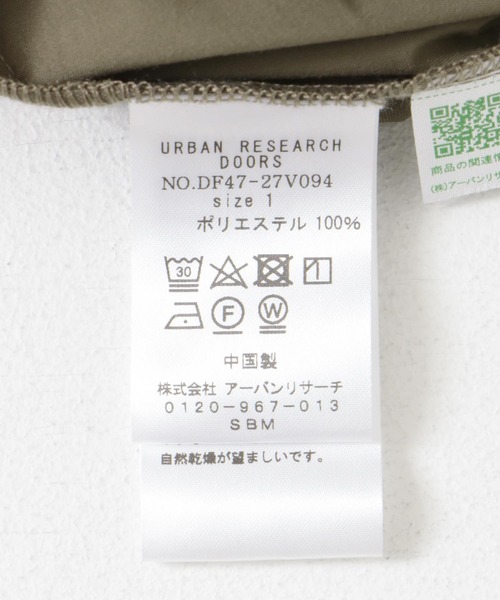 URBAN RESEARCH
DOORS
NO.DF47-27V094
size 1
ポリエステル 100%
30
F W
中国製
株式会社 アーバンリサーチ
0120-967-013
SBM
自然乾燥が望ましいです。
商品の関連情
(株)アーバンリサー